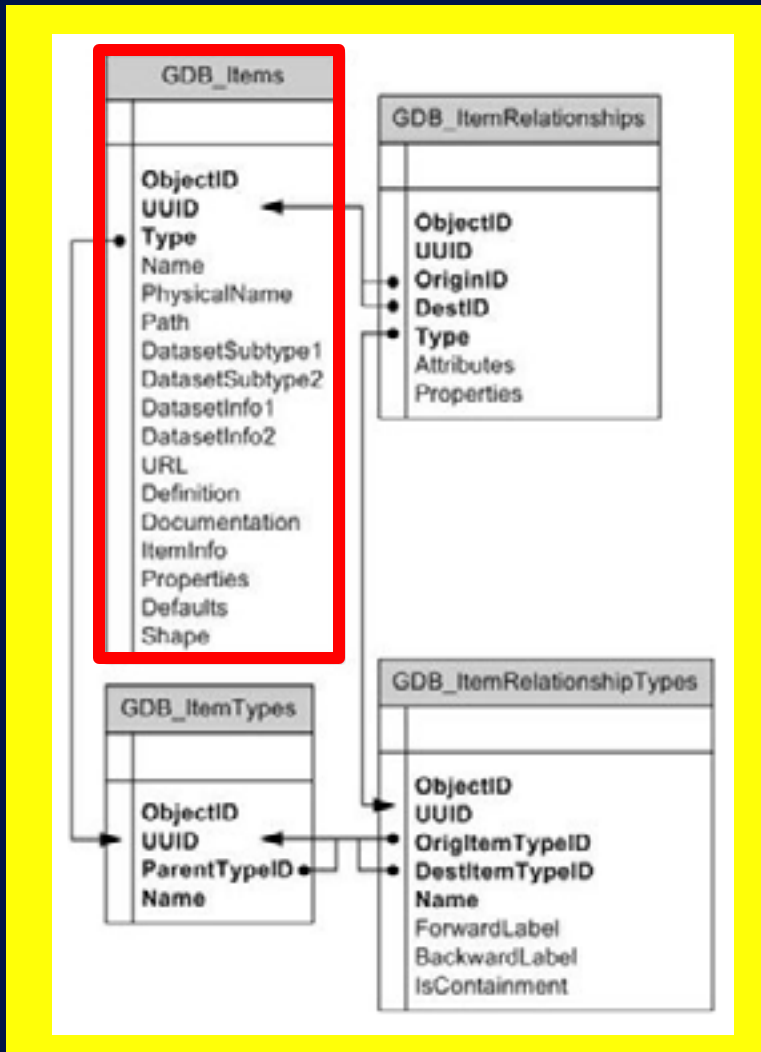 GDB_Items
ObjectID
UUID
Type
Name
PhysicalName
Path
DatasetSubtype1
DatasetSubtype2
DatasetInfo1
DatasetInfo2
URL
Definition
Documentation
ItemInfo
Properties
Defaults
Shape
GDB_ItemRelationships
ObjectID
UUID
OriginID
DestID
Type
Attributes
Properties
GDB_ItemTypes
ObjectID
UUID
ParentTypeID
Name
GDB_ItemRelationshipTypes
ObjectID
UUID
OrigItemTypeID
DestItemTypeID
Name
ForwardLabel
BackwardLabel
IsContainment